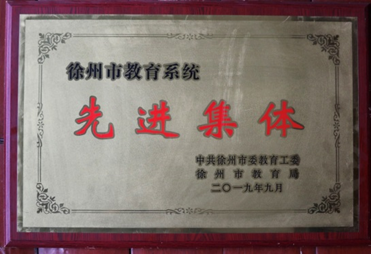 徐州市教育系统
先进集体
中共徐州市委教育工委
徐州市教育局
二〇一九年九月